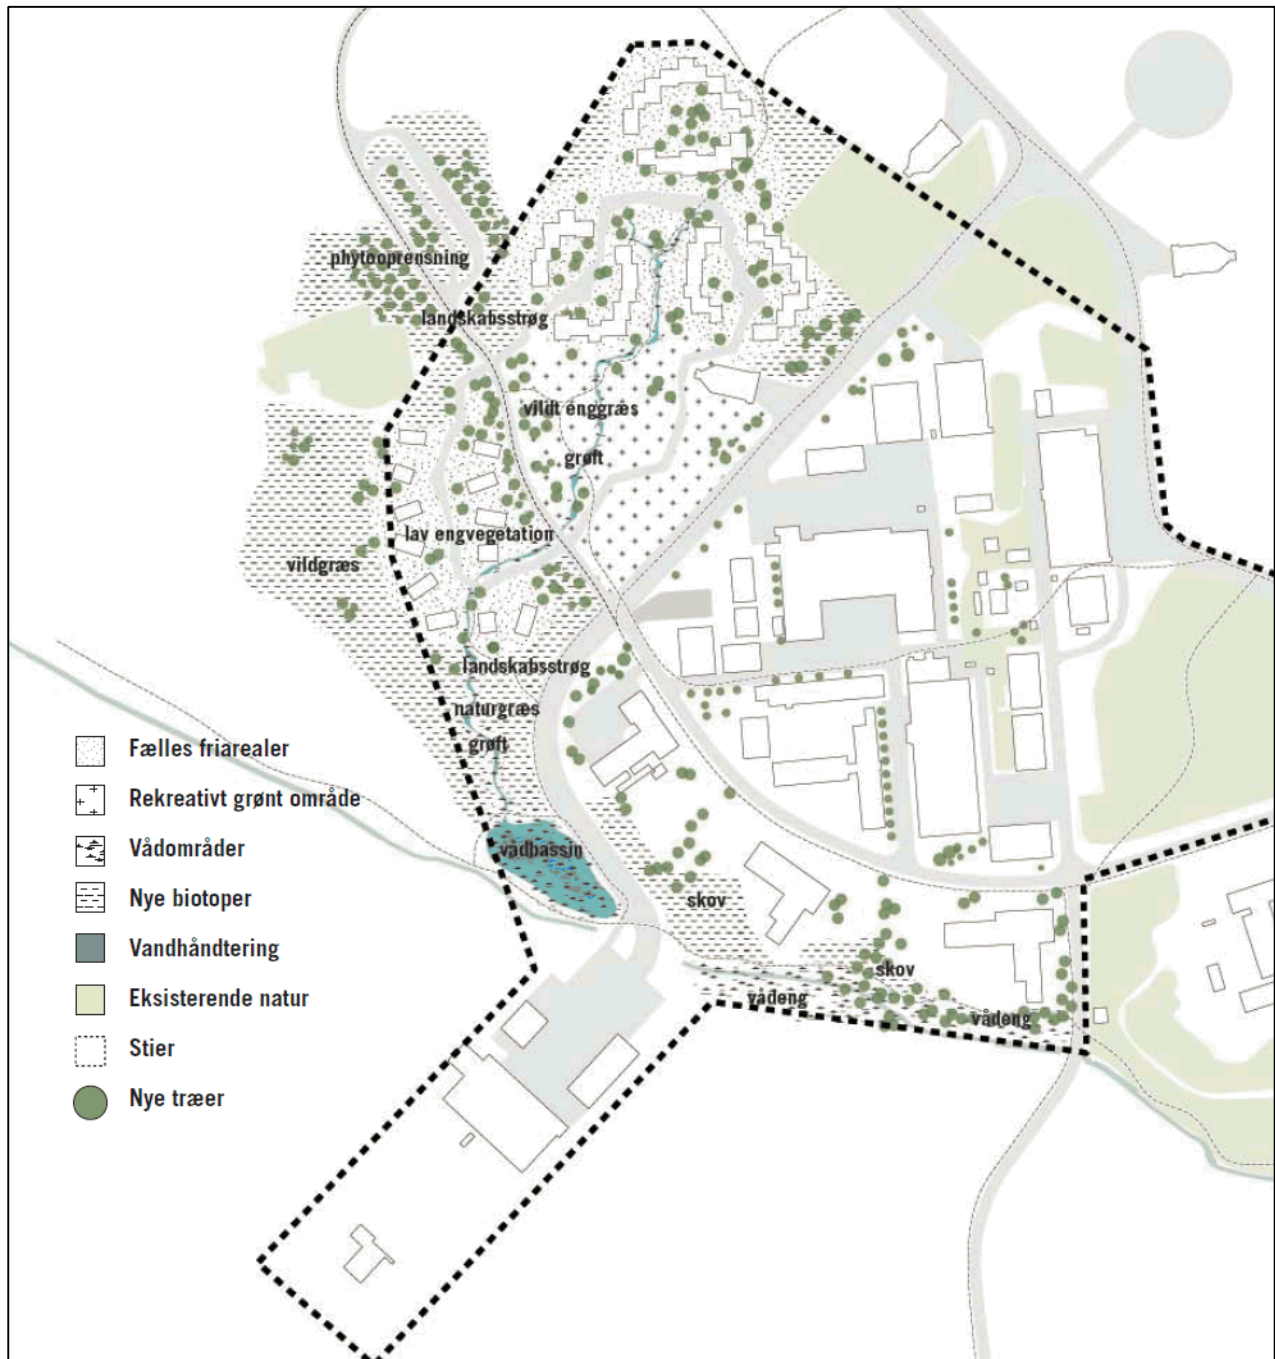 phytooprensning
landskabsstrøg
vildt enggræs
grøft
lav engvegetation
vildgræs
landskabsstrøg
naturgræs
grøft
vådbassin
skov
skov
vådeng
vådeng
Fælles friarealer
Rekreativt grønt område
Vådområder
Nye biotoper
Vandhåndtering
Eksisterende natur
Stier
Nye træer